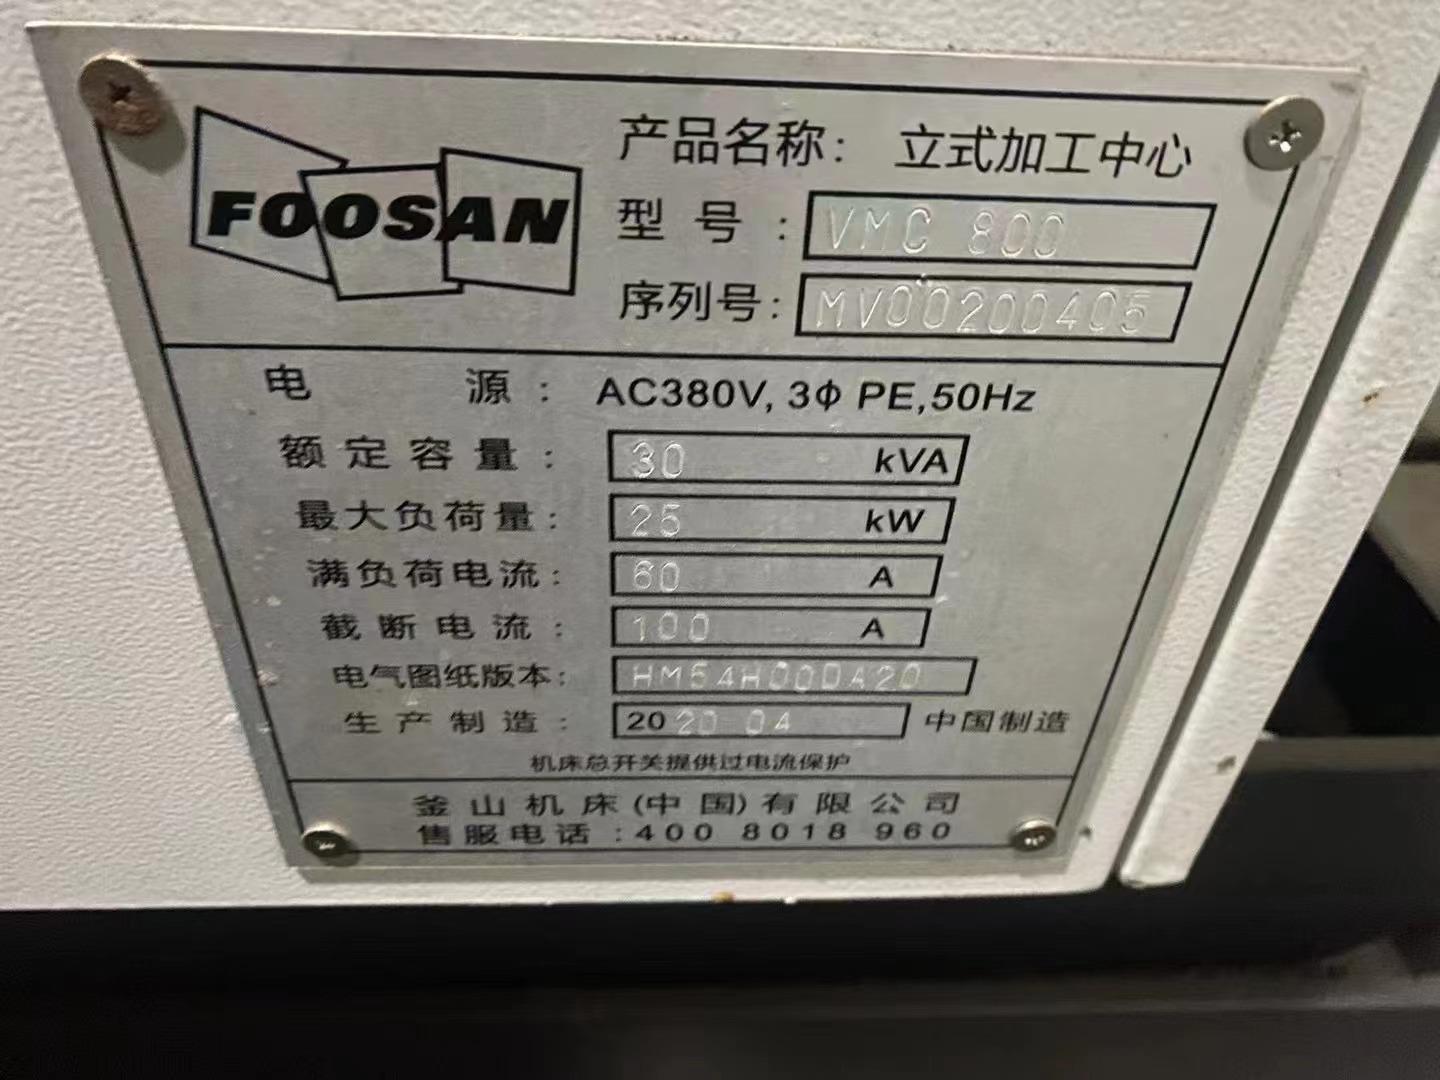 FOOSAN
产品名称: 立式加工中心
型号: VMC 800
序列号: MV00200405
电源: AC380V, 3Φ PE,50Hz
额定容量: 30 kVA
最大负荷量: 25 kW
满负荷电流: 60 A
截断电流: 100 A
电气图纸版本: HM54H00DA20
生产制造: 2020 04 中国制造
机床总开关提供过电流保护
釜山机床(中国)有限公司
售服电话:400 8018 960